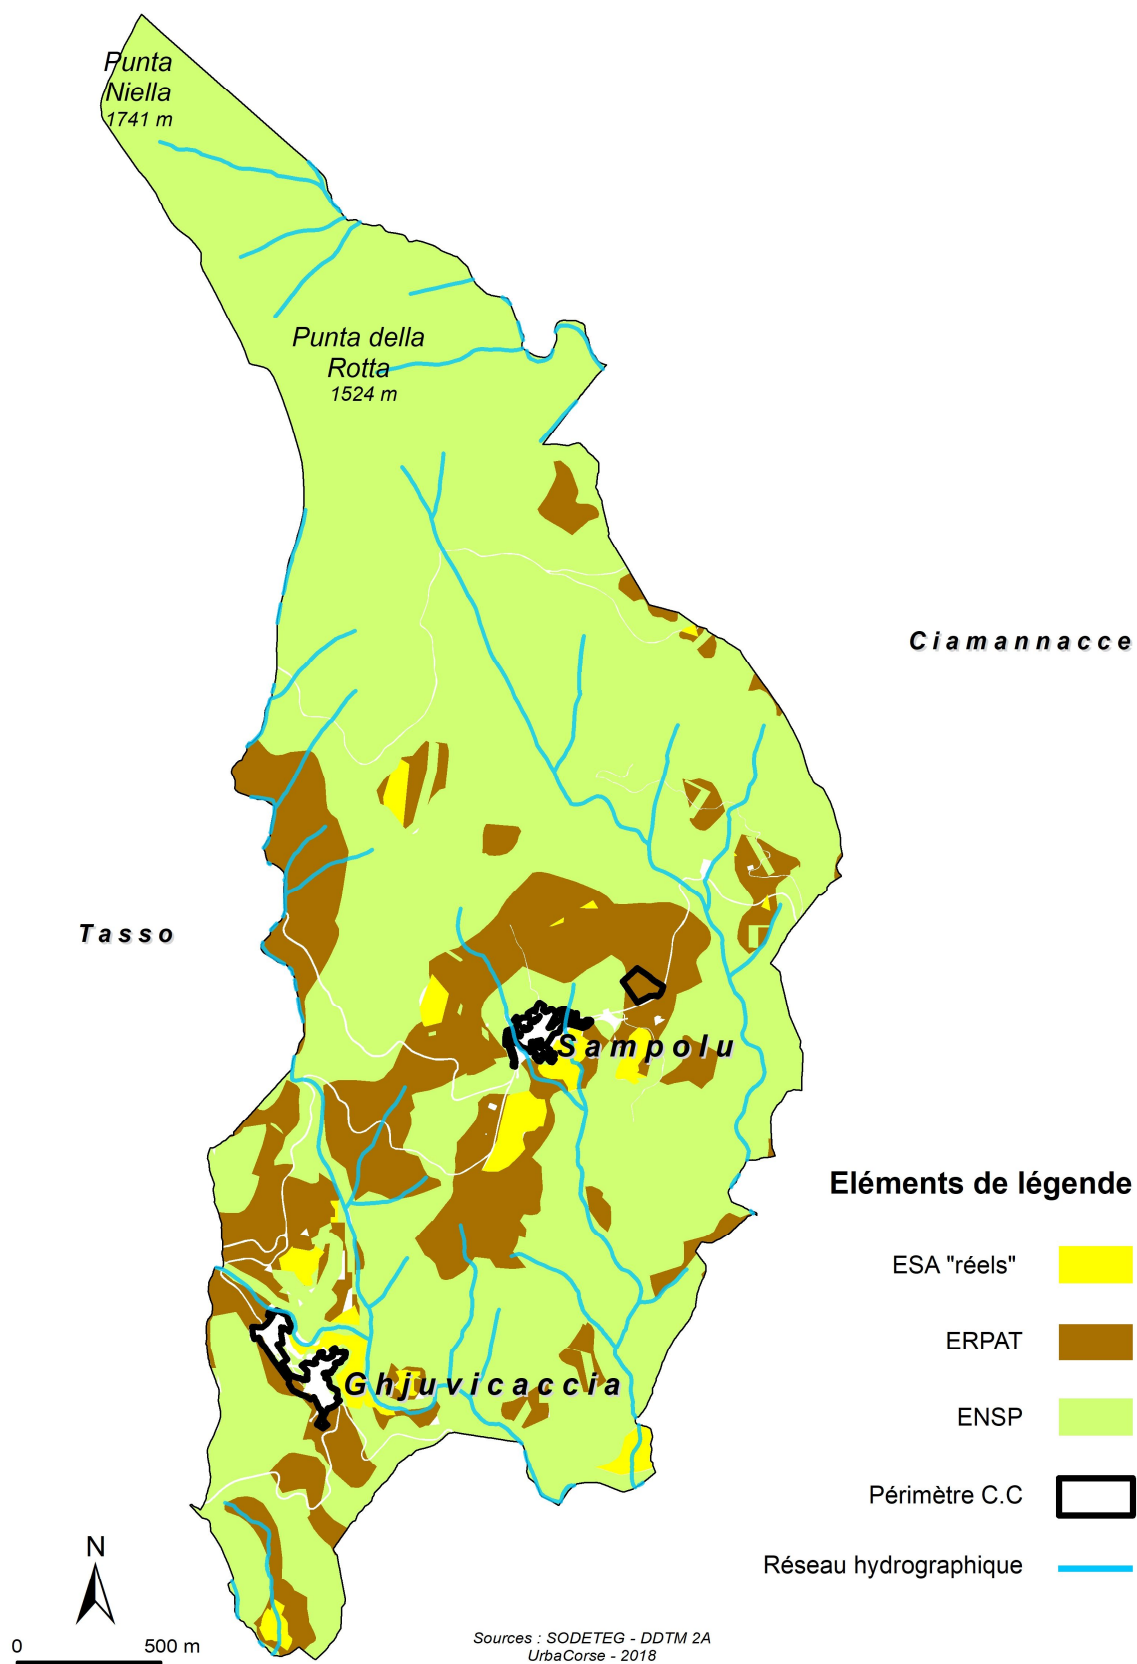 Punta
Niella
1741 m
Punta della
Rotta
1524 m
Ciamannacce
Tasso
Sampolu
Eléments de légende
ESA "réels"
ERPAT
ENSP
Ghjuvicaccia
Périmètre C.C
Réseau hydrographique
N
0 500 m
Sources : SODETEG - DDTM 2A
UrbaCorse - 2018